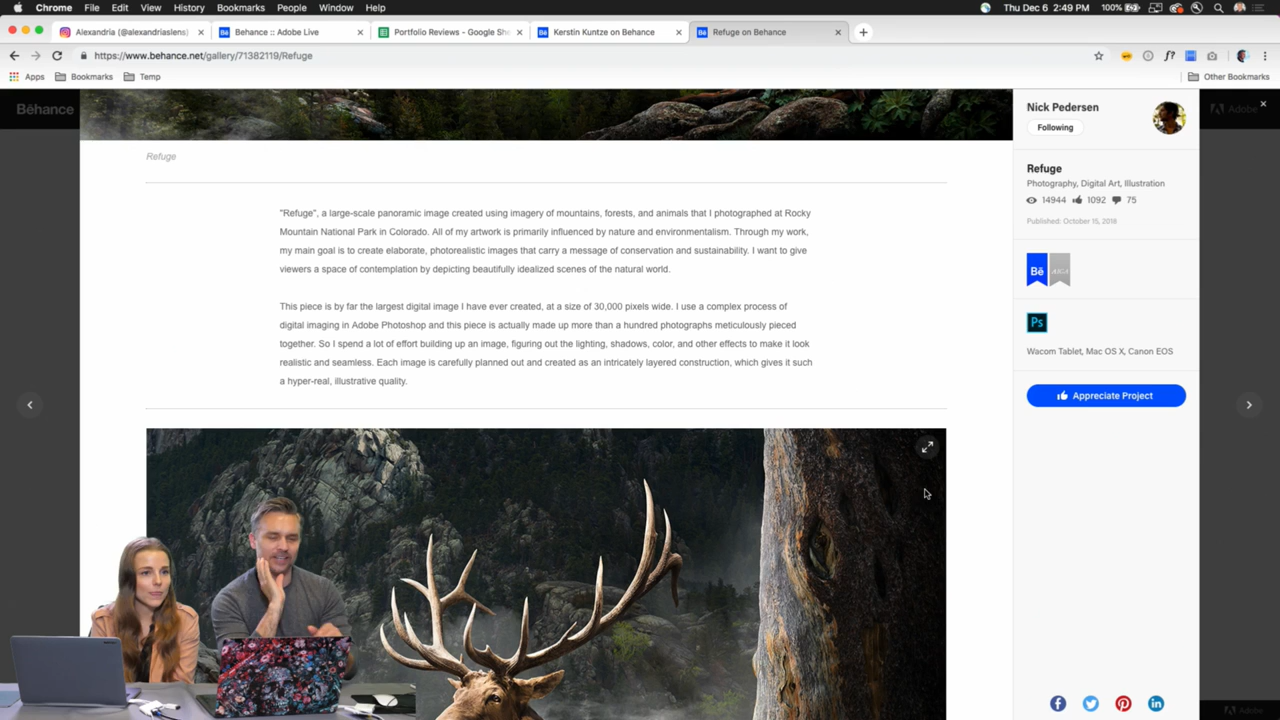 Chrome File Edit View History Bookmarks People Window Help
100% Thu Dec 6 2:49 PM
Alexandria (@alexandriaslens)
Behance :: Adobe Live
Portfolio Reviews - Google She
Kerstin Kuntze on Behance
Refuge on Behance
https://www.behance.net/gallery/71382119/Refuge
f?
Apps Bookmarks Temp Other Bookmarks
Bēhance
Adobe
Nick Pedersen
Following
Refuge
Refuge
Photography, Digital Art, Illustration
14944 1092 75
Published: October 15, 2018
"Refuge", a large-scale panoramic image created using imagery of mountains, forests, and animals that I photographed at Rocky
Mountain National Park in Colorado. All of my artwork is primarily influenced by nature and environmentalism. Through my work,
my main goal is to create elaborate, photorealistic images that carry a message of conservation and sustainability. I want to give
viewers a space of contemplation by depicting beautifully idealized scenes of the natural world.
This piece is by far the largest digital image I have ever created, at a size of 30,000 pixels wide. I use a complex process of
digital imaging in Adobe Photoshop and this piece is actually made up more than a hundred photographs meticulously pieced
together. So I spend a lot of effort building up an image, figuring out the lighting, shadows, color, and other effects to make it look
realistic and seamless. Each image is carefully planned out and created as an intricately layered construction, which gives it such
a hyper-real, illustrative quality.
Bē
Ps
Wacom Tablet, Mac OS X, Canon EOS
Appreciate Project
Adobe